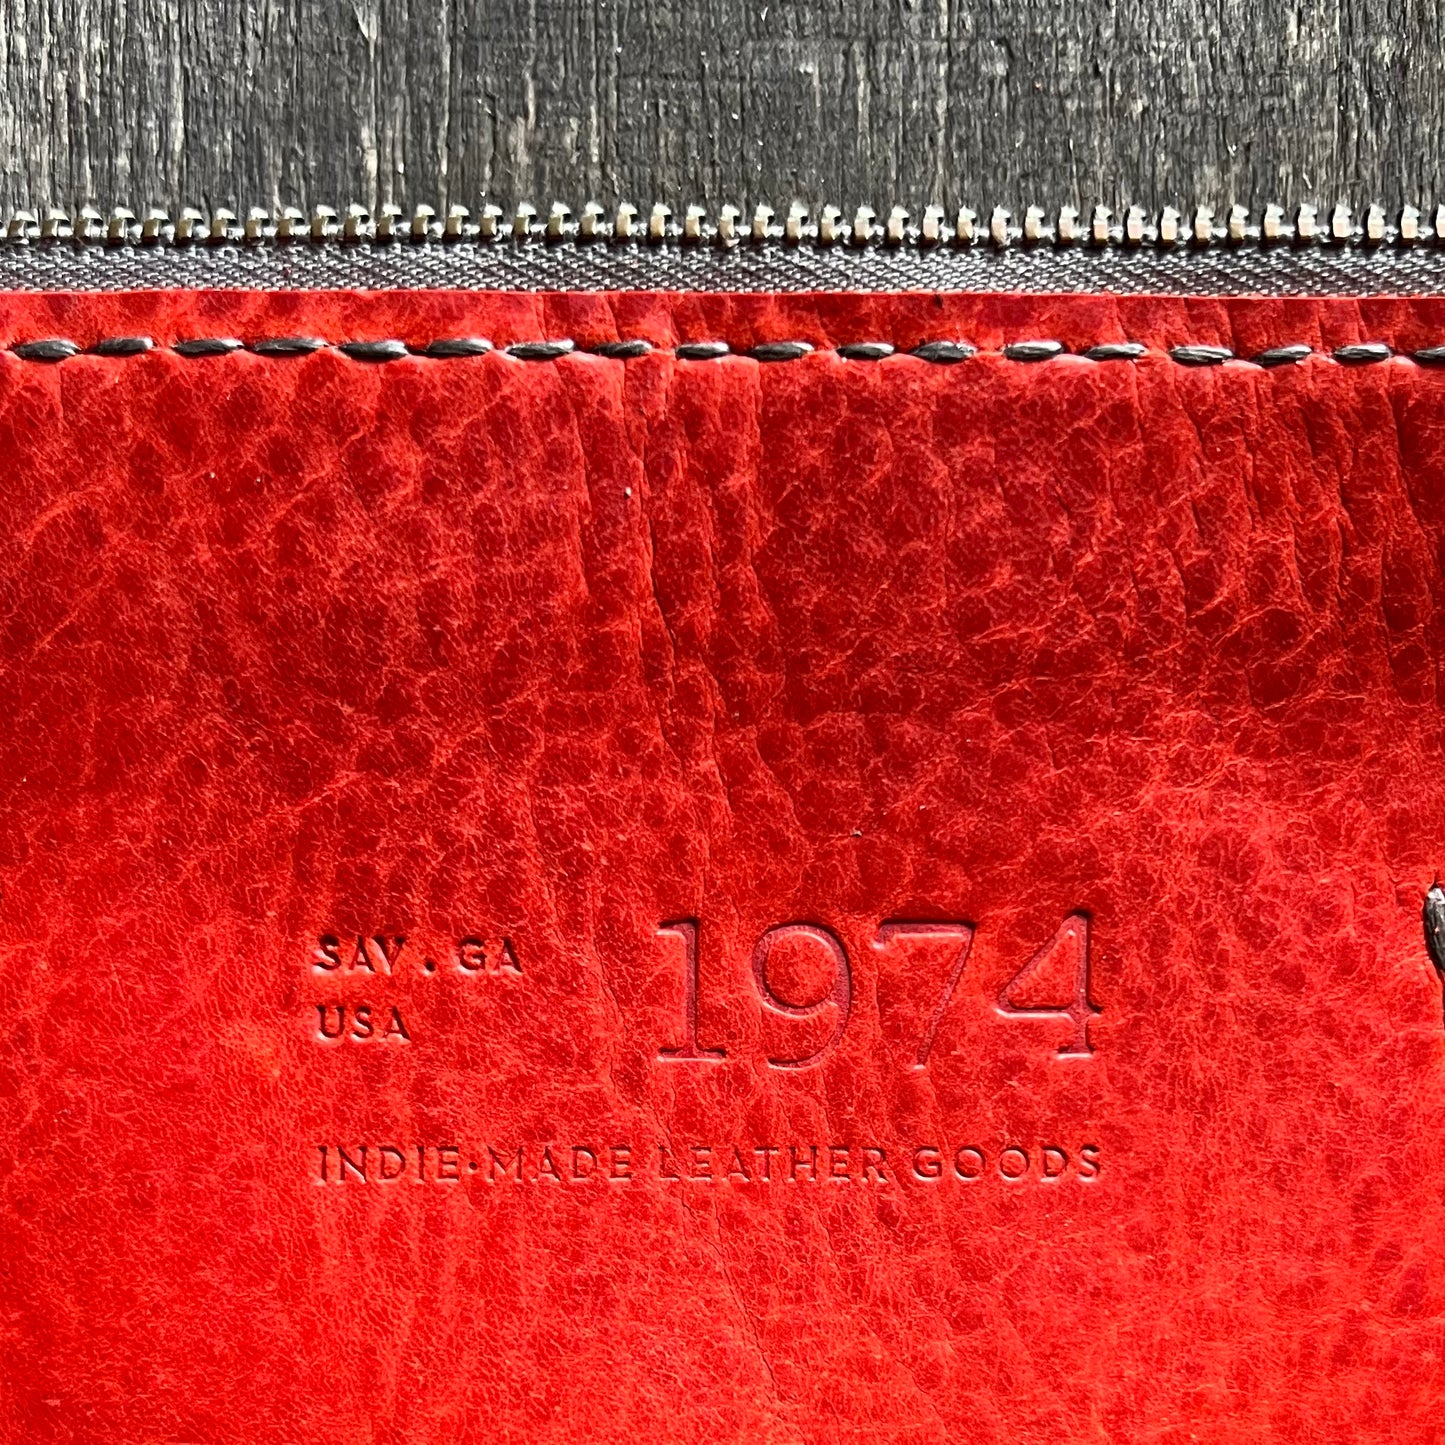 SAV. GA 1974
USA
INDIE·MADE LEATHER GOODS